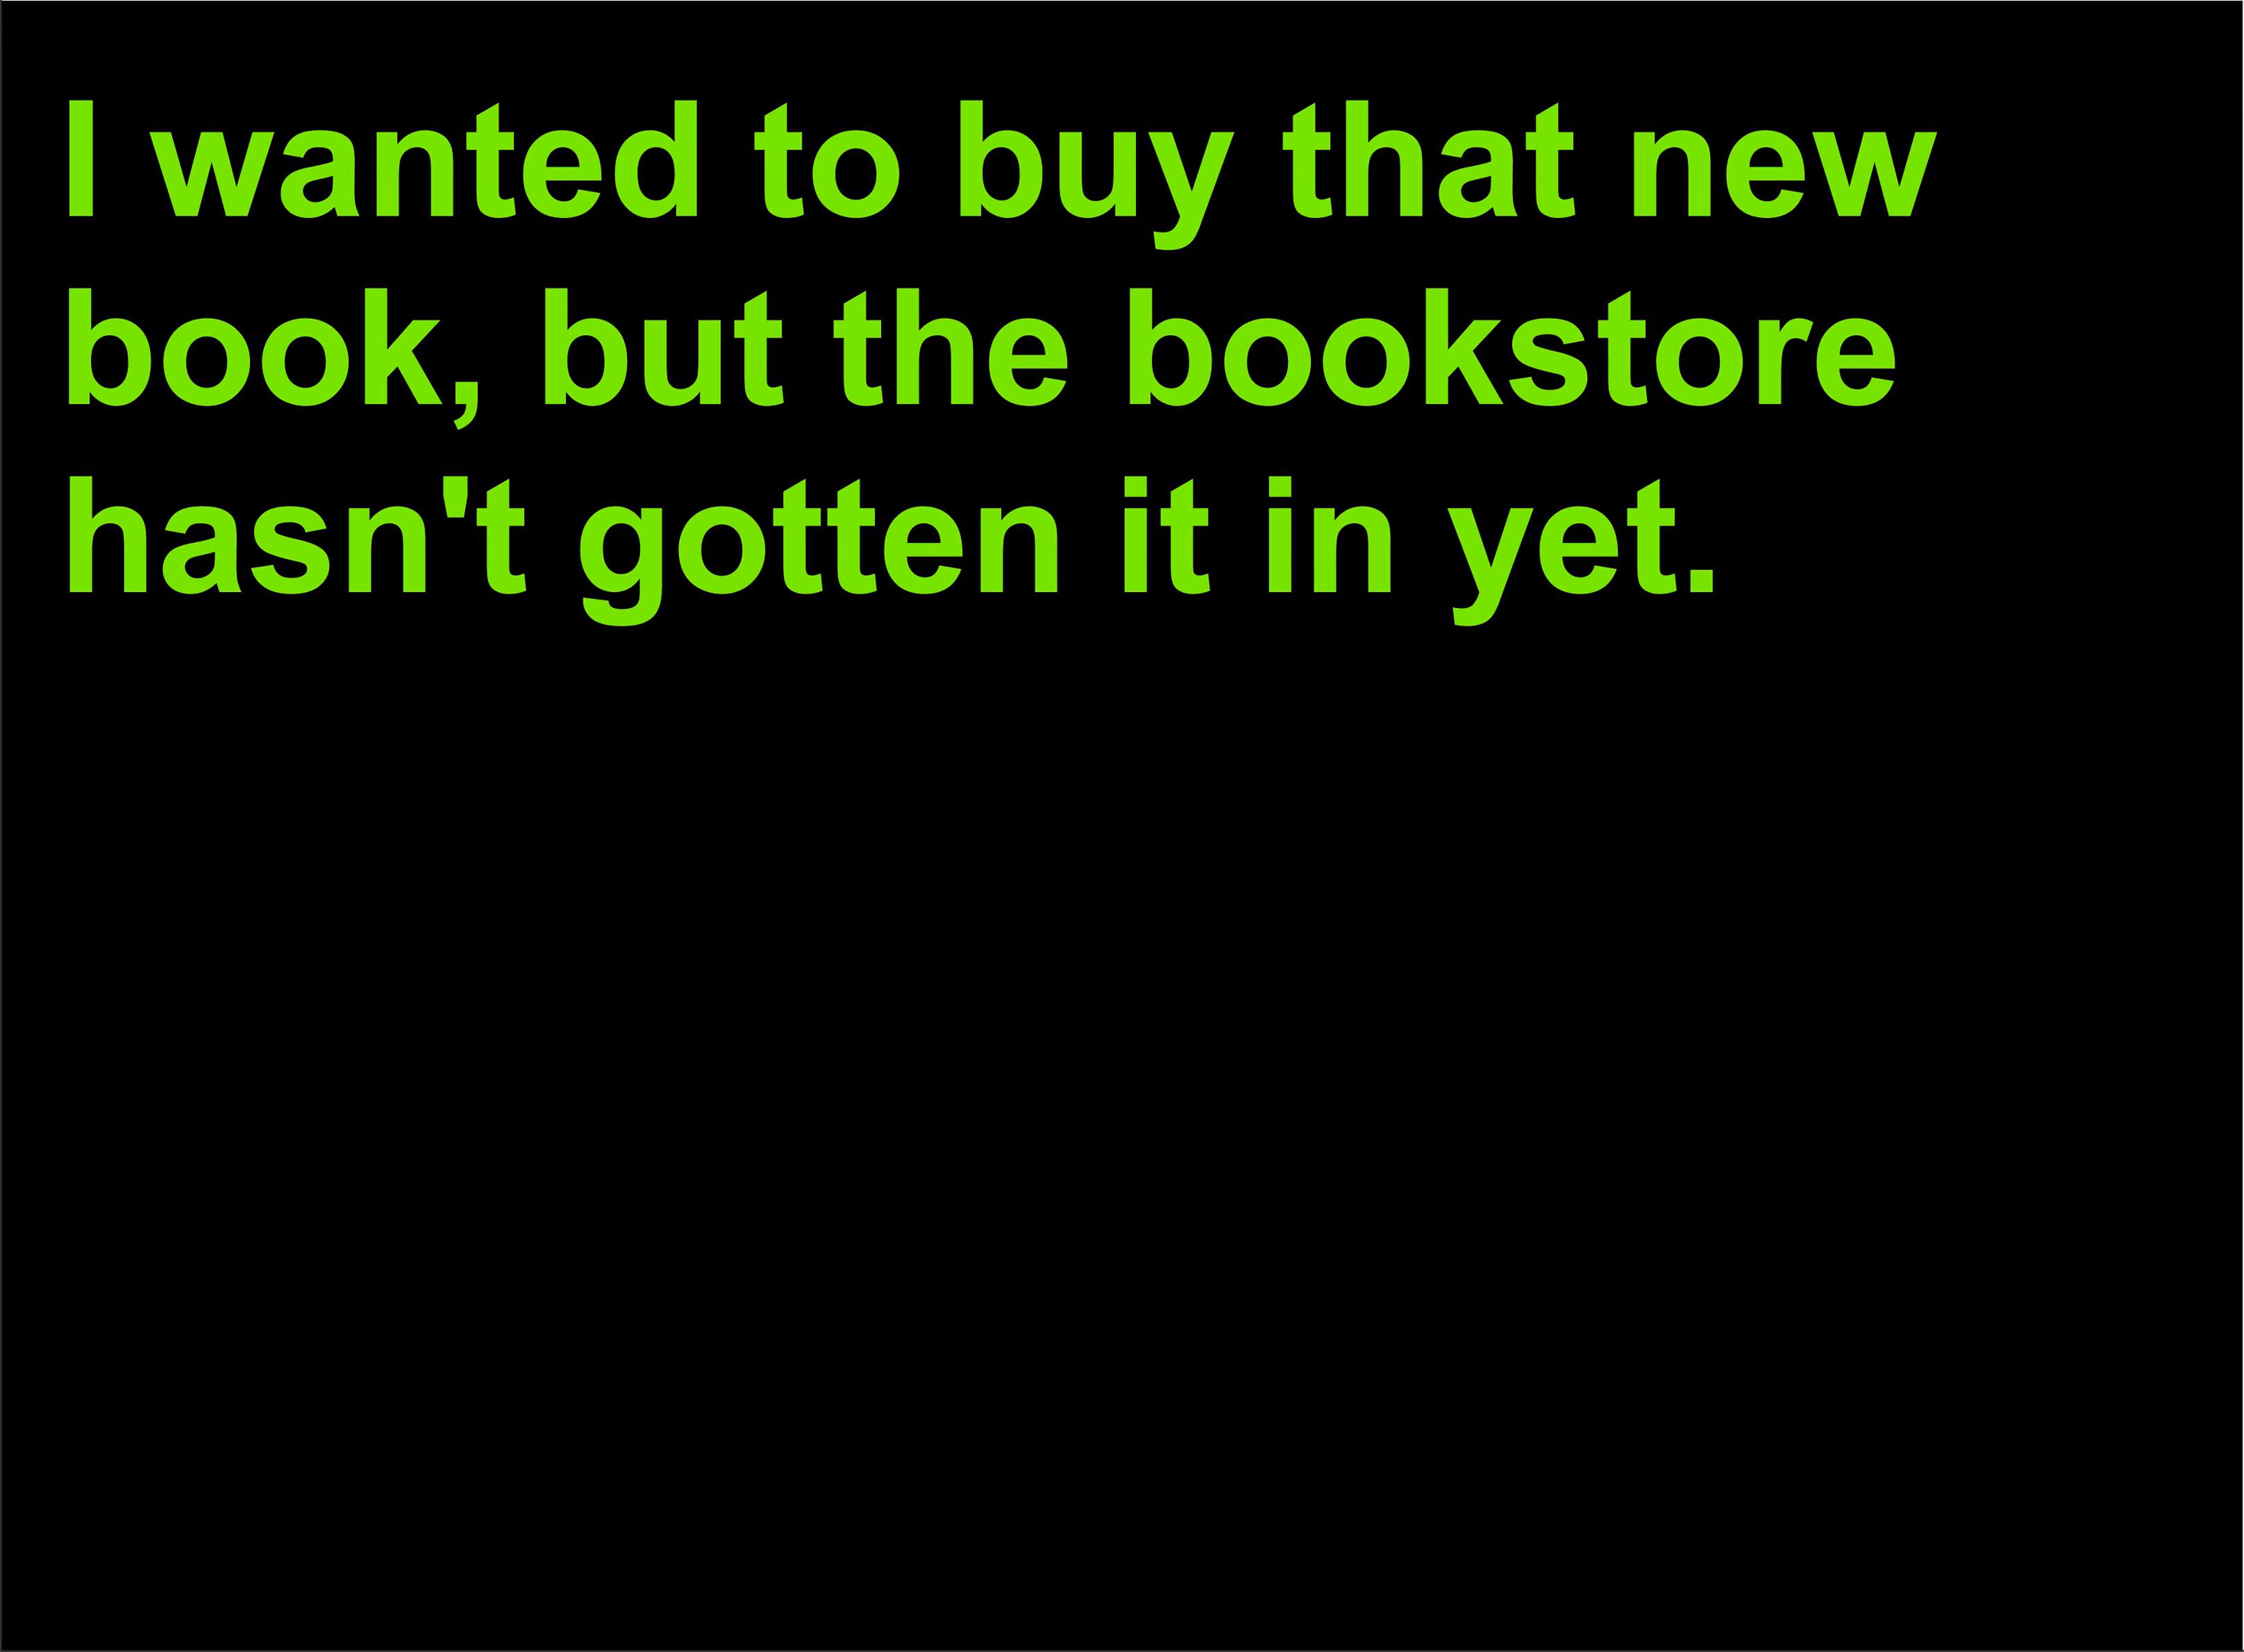 I wanted to buy that new
book, but the bookstore
hasn't gotten it in yet.